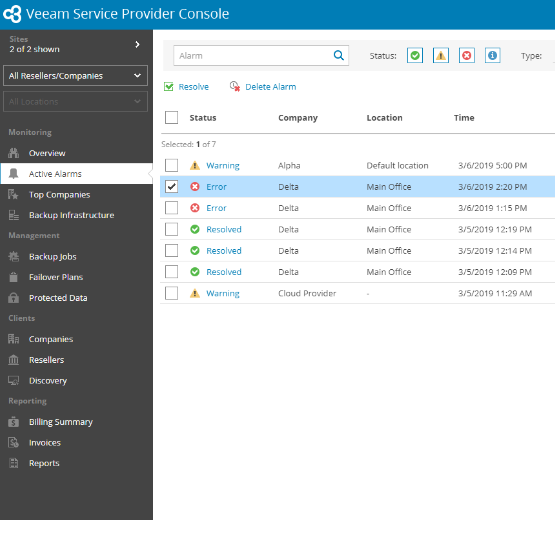 Veeam Service Provider Console
Sites
2 of 2 shown
All Resellers/Companies
All Locations
Monitoring
Overview
Active Alarms
Top Companies
Backup Infrastructure
Management
Backup Jobs
Failover Plans
Protected Data
Clients
Companies
Resellers
Discovery
Reporting
Billing Summary
Invoices
Reports
Alarm Status: Type:
Resolve Delete Alarm
Status Company Location Time
Selected: 1 of 7
Warning Alpha Default location 3/6/2019 5:00 PM
Error Delta Main Office 3/6/2019 2:20 PM
Error Delta Main Office 3/6/2019 1:15 PM
Resolved Delta Main Office 3/5/2019 12:19 PM
Resolved Delta Main Office 3/5/2019 12:14 PM
Resolved Delta Main Office 3/5/2019 12:09 PM
Warning Cloud Provider - 3/5/2019 11:29 AM